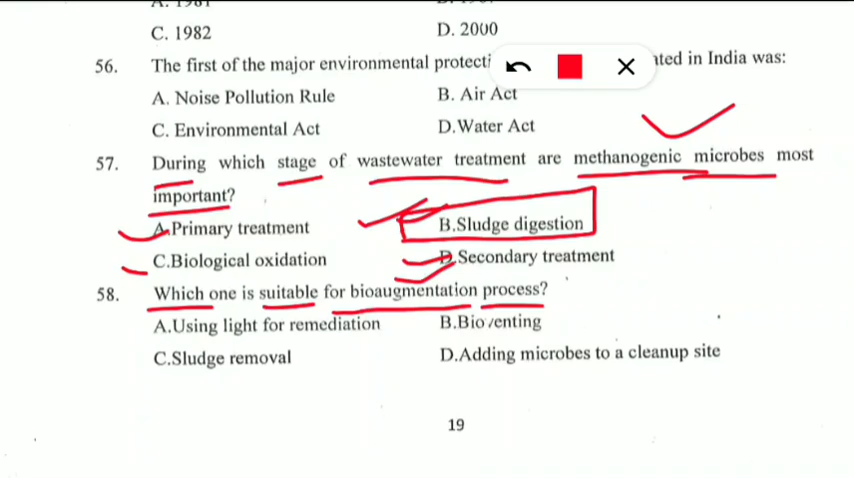 A. 1981
C. 1982 D. 2000
56. The first of the major environmental protecti ated in India was:
A. Noise Pollution Rule B. Air Act
C. Environmental Act D.Water Act
57. During which stage of wastewater treatment are methanogenic microbes most
important?
A.Primary treatment B.Sludge digestion
C.Biological oxidation D.Secondary treatment
58. Which one is suitable for bioaugmentation process?
A.Using light for remediation B.Bioventing
C.Sludge removal D.Adding microbes to a cleanup site
19